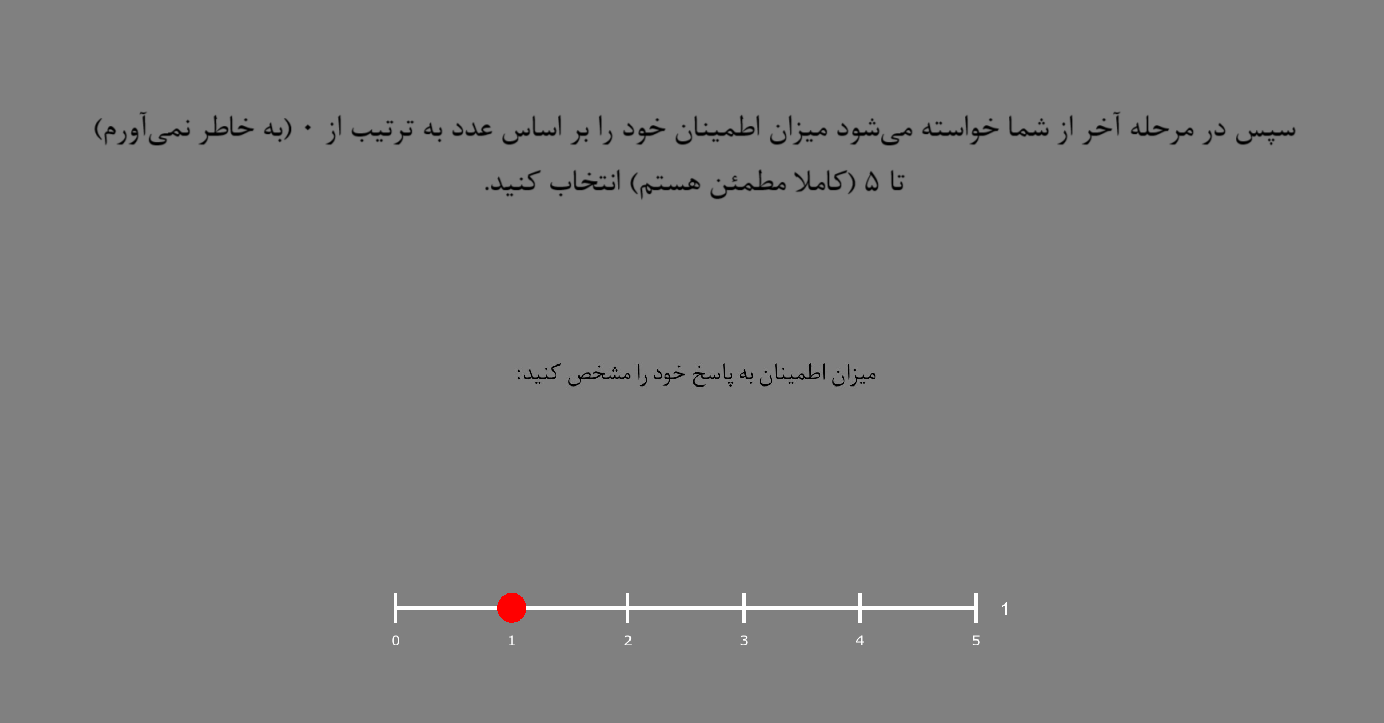 سپس در مرحله آخر از شما خواسته می‌شود میزان اطمینان خود را بر اساس عدد به ترتیب از ۰ (به خاطر نمی‌آورم)
تا ۵ (کاملا مطمئن هستم) انتخاب کنید.
میزان اطمینان به پاسخ خود را مشخص کنید:
1
0 1 2 3 4 5